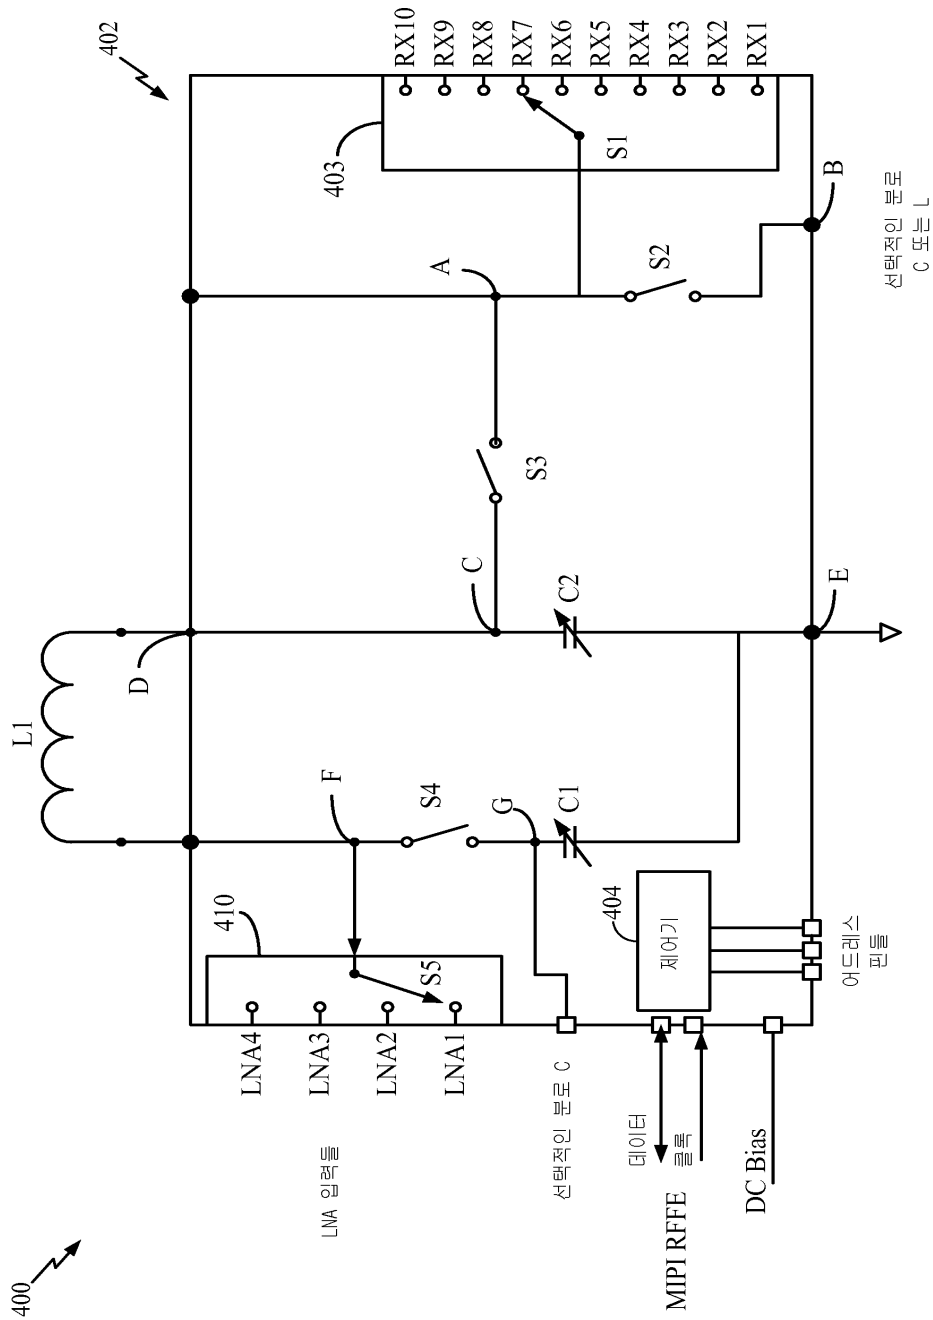 400
402
403
RX10
RX9
RX8
RX7
RX6
RX5
RX4
RX3
RX2
RX1
S1
A
S2
B
선택적인 분로
C 또는 L
S3
C
C2
D
E
L1
F
S4
G
C1
410
S5
LNA4
LNA3
LNA2
LNA1
LNA 입력들
선택적인 분로 C
404
제어기
어드레스
핀들
데이터
클록
MIPI RFFE
DC Bias